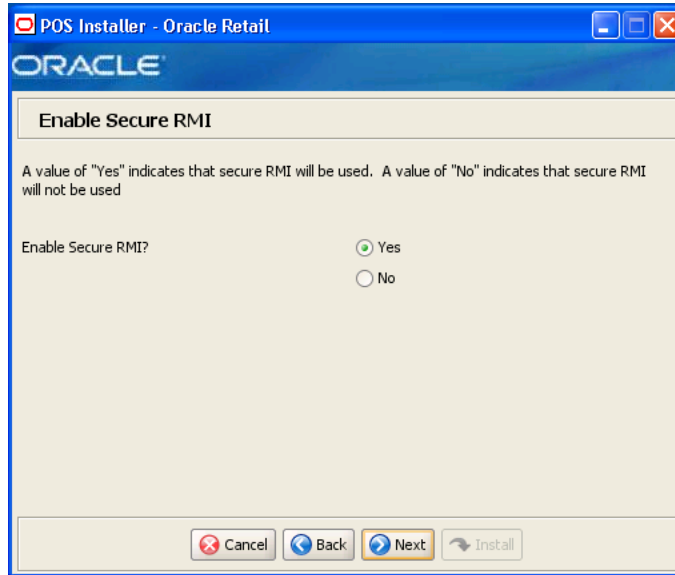 POS Installer - Oracle Retail
ORACLE
Enable Secure RMI
A value of "Yes" indicates that secure RMI will be used. A value of "No" indicates that secure RMI
will not be used
Enable Secure RMI?
Yes
No
Cancel
Back
Next
Install